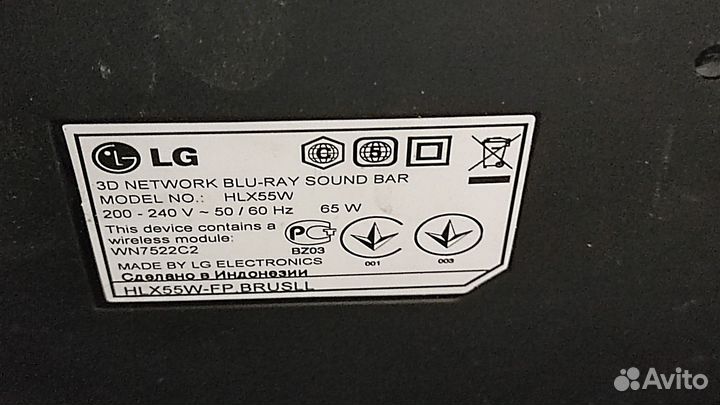 LG
3D NETWORK BLU-RAY SOUND BAR
MODEL NO.: HLX55W
200 - 240 V ~ 50 / 60 Hz 65 W
This device contains a
wireless module:
WN7522C2
BZ03
001
003
MADE BY LG ELECTRONICS
Сделано в Индонезии
HLX55W-FP.BRUSLL
Avito